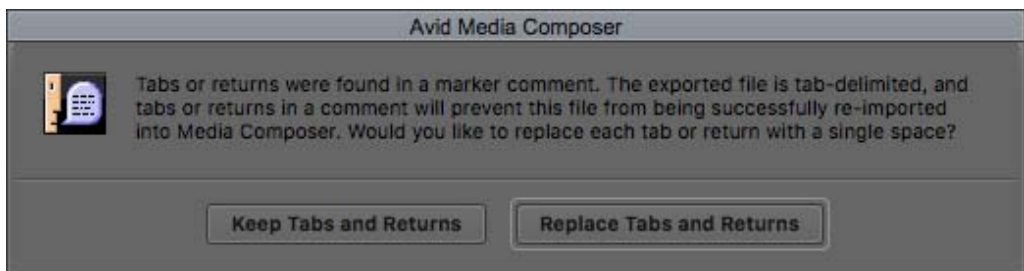 Avid Media Composer
Tabs or returns were found in a marker comment. The exported file is tab-delimited, and
tabs or returns in a comment will prevent this file from being successfully re-imported
into Media Composer. Would you like to replace each tab or return with a single space?
Keep Tabs and Returns Replace Tabs and Returns